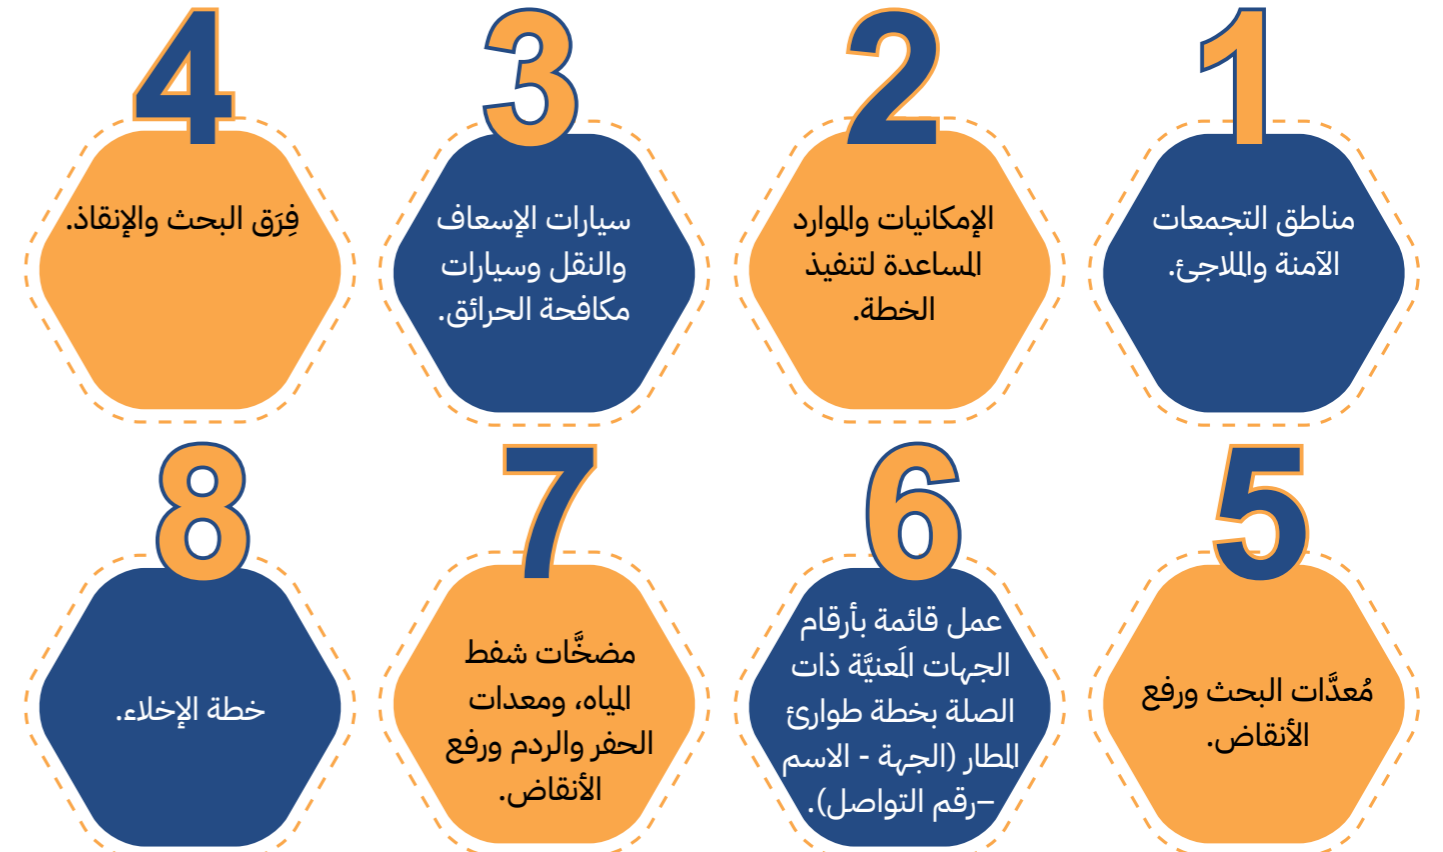 1
مناطق التجمعات
الآمنة والملاجئ.
2
الإمكانيات والموارد
المساعدة لتنفيذ
الخطة.
3
سيارات الإسعاف
والنقل وسيارات
مكافحة الحرائق.
4
فِرَق البحث والإنقاذ.
5
مُعدَّات البحث ورفع
الأنقاض.
6
عمل قائمة بأرقام
الجهات المَعنيَّة ذات
الصلة بخطة طوارئ
المطار (الجهة - الاسم
–رقم التواصل).
7
مضخَّات شفط
المياه، ومعدات
الحفر والردم ورفع
الأنقاض.
8
خطة الإخلاء.